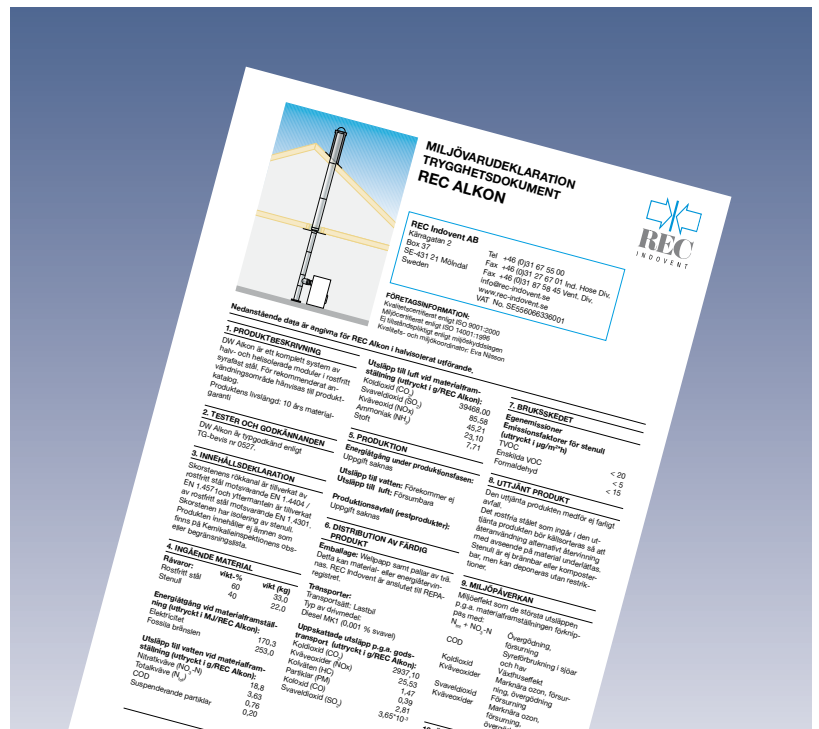 MILJÖVARUDEKLARATION
TRYGGHETSDOKUMENT
REC ALKON
REC
INDOVENT
REC Indovent AB
Kärragatan 2
Box 37
SE-431 21 Mölndal
Sweden
Tel +46 (0)31 67 55 00
Fax +46 (0)31 27 67 01 Ind. Hose Div.
Fax +46 (0)31 87 58 45 Vent. Div.
info@rec-indovent.se
www.rec-indovent.se
VAT No. SE556066336001
FÖRETAGSINFORMATION:
Kvalitetscertifierat enligt ISO 9001:2000
Miljöcertifierat enligt ISO 14001:1996
Ej tillståndspliktigt enligt miljöskyddslagen
Kvalitets- och miljökoordinator: Eva Nilsson
Nedanstående data är angivna för REC Alkon i halvisolerat utförande.
1. PRODUKTBESKRIVNING
DW Alkon är ett komplett system av
halv- och helisolerade moduler i rostfritt
syrafast stål. För rekommenderat an-
vändningsområde hänvisas till produkt-
katalog.
Produktens livslängd: 10 års material-
garanti
2. TESTER OCH GODKÄNNANDEN
DW Alkon är typgodkänd enligt
TG-bevis nr 0527.
3. INNEHÅLLSDEKLARATION
Skorstenens rökkanal är tillverkat av
rostfritt stål motsvarande EN 1.4404 /
EN 1.4571och yttermanteln är tillverkat
av rostfritt stål motsvarande EN 1,4301.
Skorstenen har isolering av stenull.
Produkten innehåller ej ämnen som
finns på Kemikalieinspektionens obs-
eller begränsningslista.
4. INGÅENDE MATERIAL
Råvaror: vikt-% vikt (kg)
Rostfritt stål 60 33,0
Stenull 40 22,0
Energiåtgång vid materialframställ-
ning (uttryckt i MJ/REC Alkon):
Elektricitet 170,3
Fossila bränslen 253,0
Utsläpp till vatten vid materialfram-
ställning (uttryckt i g/REC Alkon):
Nitratkväve (NO3-N) 18,8
Totalkväve (Ntot) 3,63
COD 0,76
Suspendevande partiklar 0,20
Utsläpp till luft vid materialfram-
ställning (uttryckt i g/REC Alkon):
Koldioxid (CO2) 39468,00
Svaveldioxid (SO2) 85,58
Kväveoxid (NOx) 45,21
Ammoniak (NH3) 23,10
Stoft 7,71
5. PRODUKTION
Energiåtgång under produktionsfasen:
Uppgift saknas
Utsläpp till vatten: Förekommer ej
Utsläpp till luft: Försumbara
Produktionsavfall (restprodukter):
Uppgift saknas
6. DISTRIBUTION AV FÄRDIG
PRODUKT
Emballage: Wellpapp samt pallar av trä.
Detta kan material- eller energiåtervin-
nas. REC Indovent är anslutet till REPA-
registret.
Transporter:
Transportsätt: Lastbil
Typ av drivmedel:
Diesel MK1 (0,001 % svavel)
Uppskattade utsläpp p.g.a. gods-
transport (uttryckt i g/REC Alkon):
Koldioxid (CO2) 2937,10
Kväveoxider (NOx) 25,53
Kolväten (HC) 1,47
Partiklar (PM) 0,39
Koloxid (CO) 2,81
Svaveldioxid (SO2) 3,65*10-3
7. BRUKSSKEDET
Egenemissioner
Emissionsfaktorer för stenull
(uttryckt i µg/m2*h)
TVOC < 20
Enskilda VOC < 5
Formaldehyd < 15
8. UTTJÄNT PRODUKT
Den uttjänta produkten medför ej farligt
avfall.
Det rostfria stålet som ingår i den ut-
tjänta produkten bör källsorteras så att
återanvändning alternativt återvinning
med avseende på material underlättas.
Stenull är ej brännbar eller komposter-
bar, men kan deponeras utan restrik-
tioner.
9. MILJÖPÅVERKAN
Miljöeffekt som de största utsläppen
p.g.a. materialframställningen förknip-
pas med:
Ntot + NO3-N Övergödning,
försurning
COD Syreförbrukning i sjöar
och hav
Koldioxid Växthuseffekt
Kväveoxider Marknära ozon, försur-
ning, övergödning
Svaveldioxid Försurning
Kväveoxider Marknära ozon,
försurning,